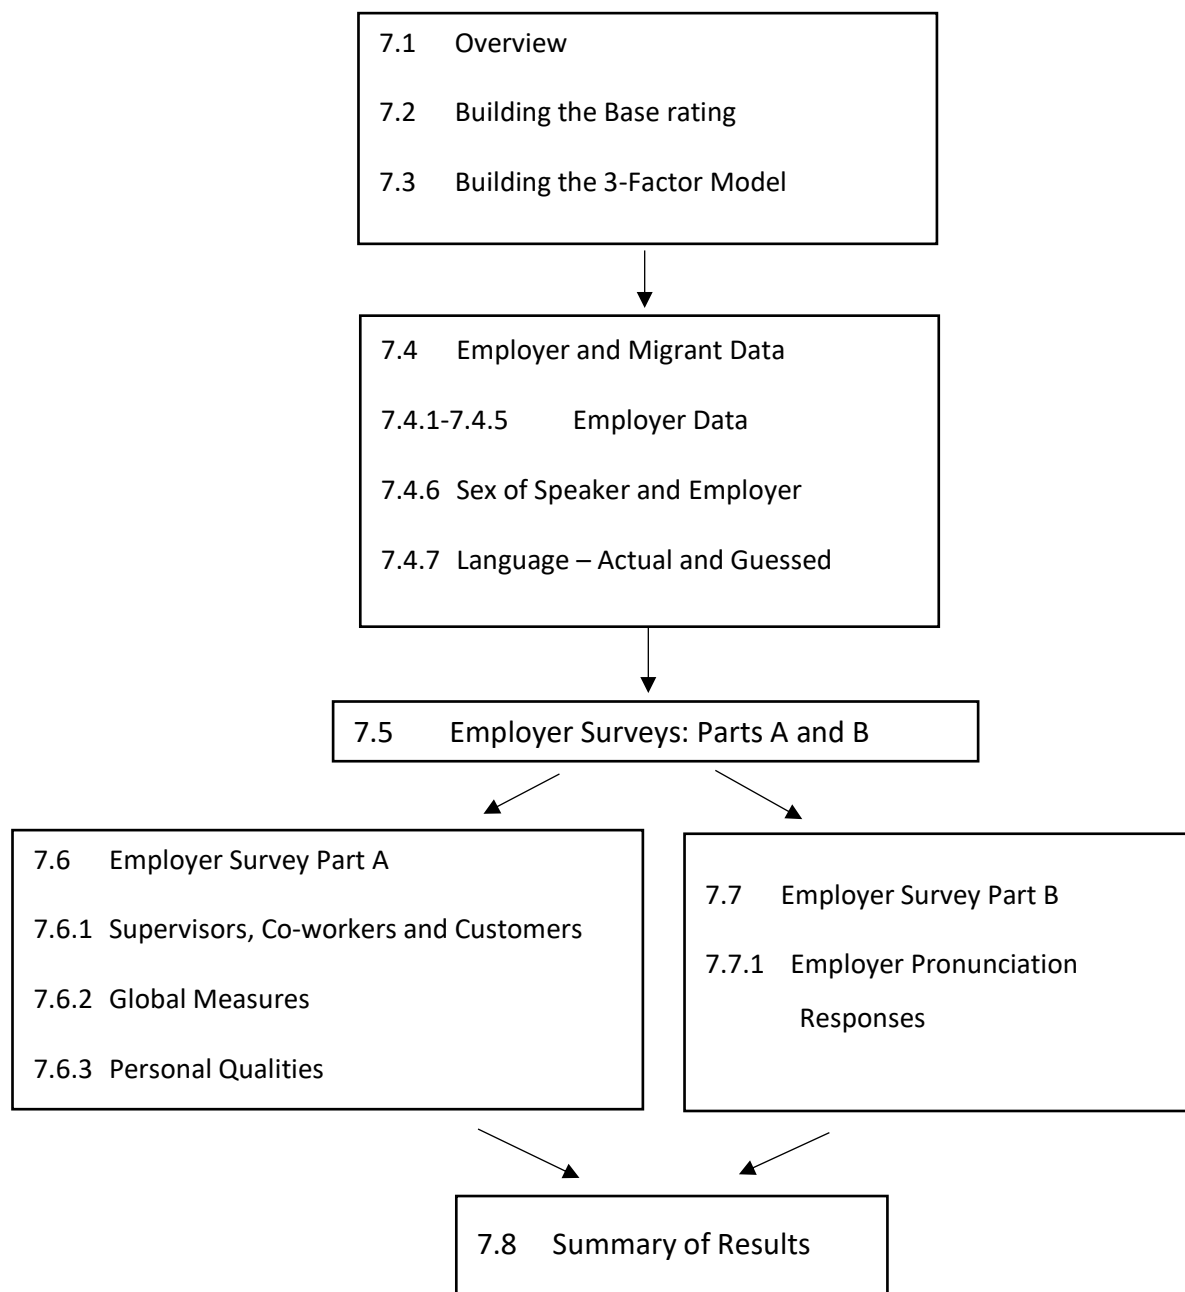 7.1 Overview
7.2 Building the Base rating
7.3 Building the 3-Factor Model
7.4 Employer and Migrant Data
7.4.1-7.4.5 Employer Data
7.4.6 Sex of Speaker and Employer
7.4.7 Language – Actual and Guessed
7.5 Employer Surveys: Parts A and B
7.6 Employer Survey Part A
7.6.1 Supervisors, Co-workers and Customers
7.6.2 Global Measures
7.6.3 Personal Qualities
7.7 Employer Survey Part B
7.7.1 Employer Pronunciation
Responses
7.8 Summary of Results